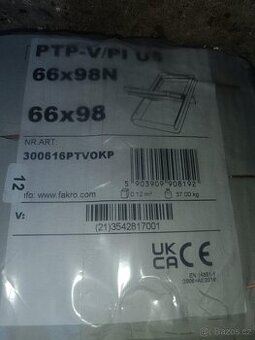 PTP-V/PI U5
66x98N
66x98
NR.ART:
300616PTVOKP
5 903909 908192
12
info: www.fakro.com
0.12 m³
37.00 kg
V:
(21)3542817001
UK CA CE
EN 14351-1